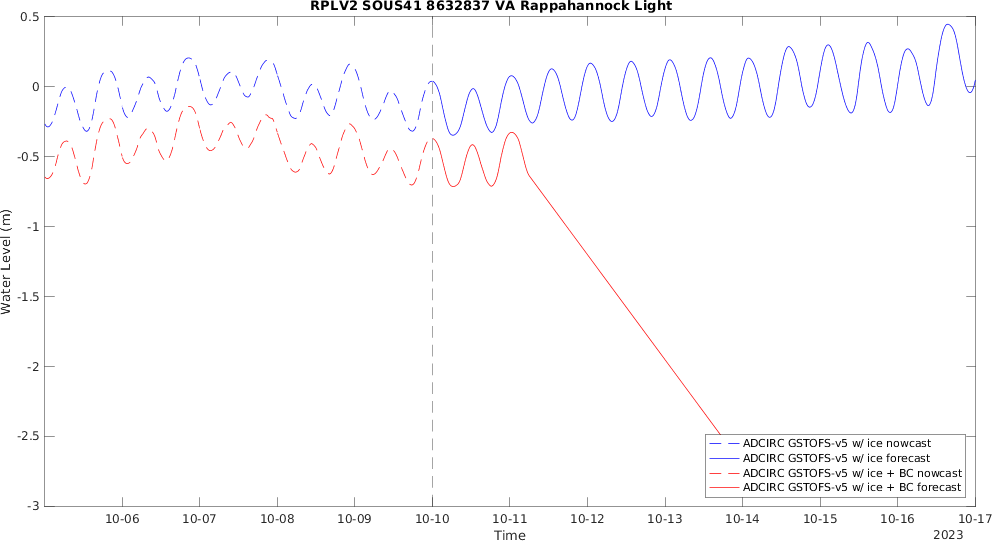 RPLV2 SOUS41 8632837 VA Rappahannock Light
0.5
0
-0.5
-1
-1.5
-2
-2.5
-3
Water Level (m)
ADCIRC GSTOFS-v5 w/ ice nowcast
ADCIRC GSTOFS-v5 w/ ice forecast
ADCIRC GSTOFS-v5 w/ ice + BC nowcast
ADCIRC GSTOFS-v5 w/ ice + BC forecast
10-06 10-07 10-08 10-09 10-10 10-11 10-12 10-13 10-14 10-15 10-16 10-17
Time
2023